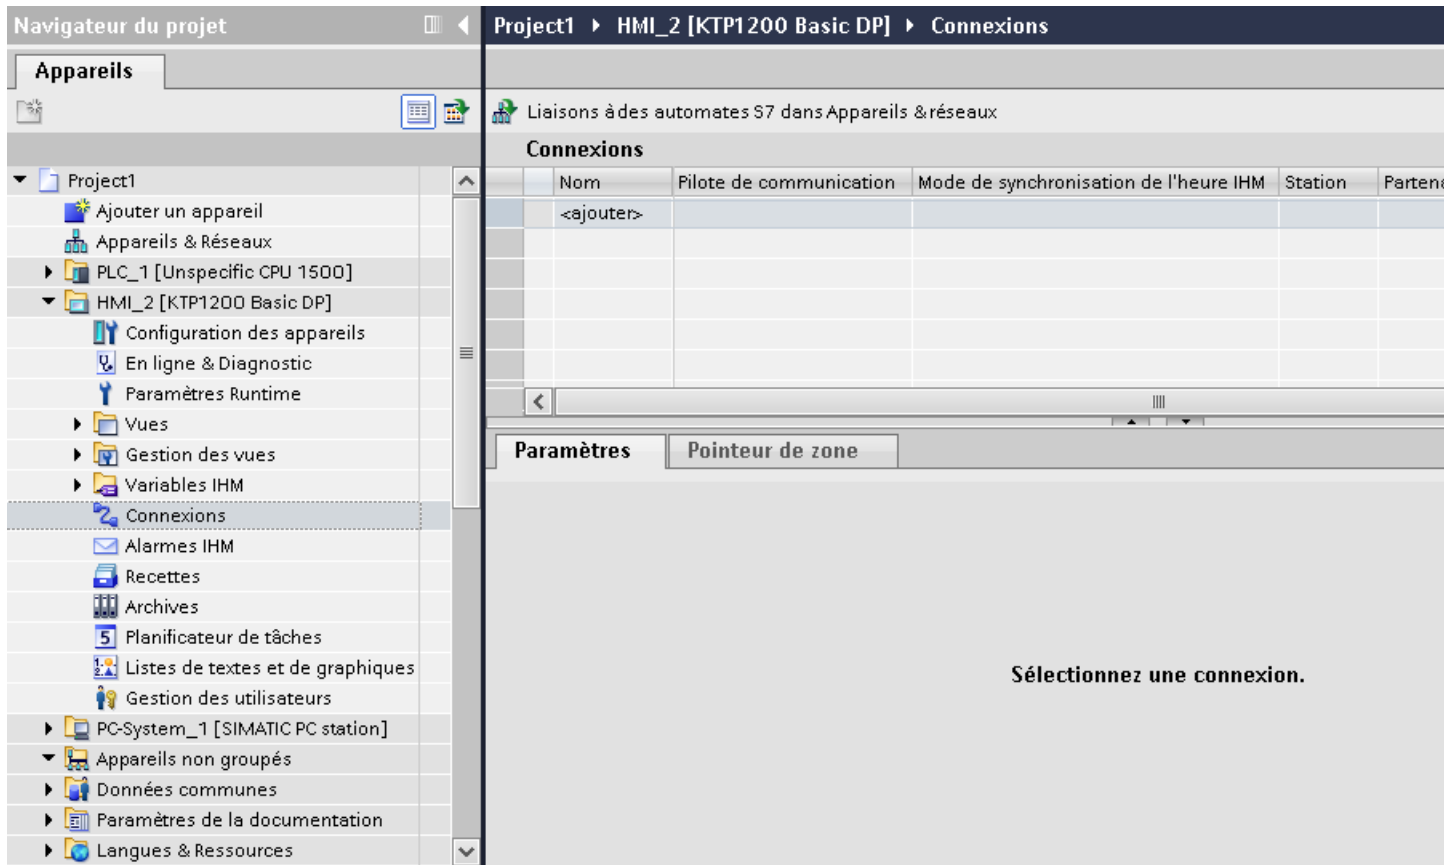 Navigateur du projet
Project1 HMI_2 [KTP1200 Basic DP] Connexions
Appareils
Liaisons à des automates S7 dans Appareils & réseaux
Connexions
Nom Pilote de communication Mode de synchronisation de l'heure IHM Station Partena
<ajouter>
Project1
Ajouter un appareil
Appareils & Réseaux
PLC_1 [Unspecific CPU 1500]
HMI_2 [KTP1200 Basic DP]
Configuration des appareils
En ligne & Diagnostic
Paramètres Runtime
Vues
Gestion des vues
Variables IHM
Connexions
Alarmes IHM
Recettes
Archives
Planificateur de tâches
Listes de textes et de graphiques
Gestion des utilisateurs
PC-System_1 [SIMATIC PC station]
Appareils non groupés
Données communes
Paramètres de la documentation
Langues & Ressources
Paramètres Pointeur de zone
Sélectionnez une connexion.